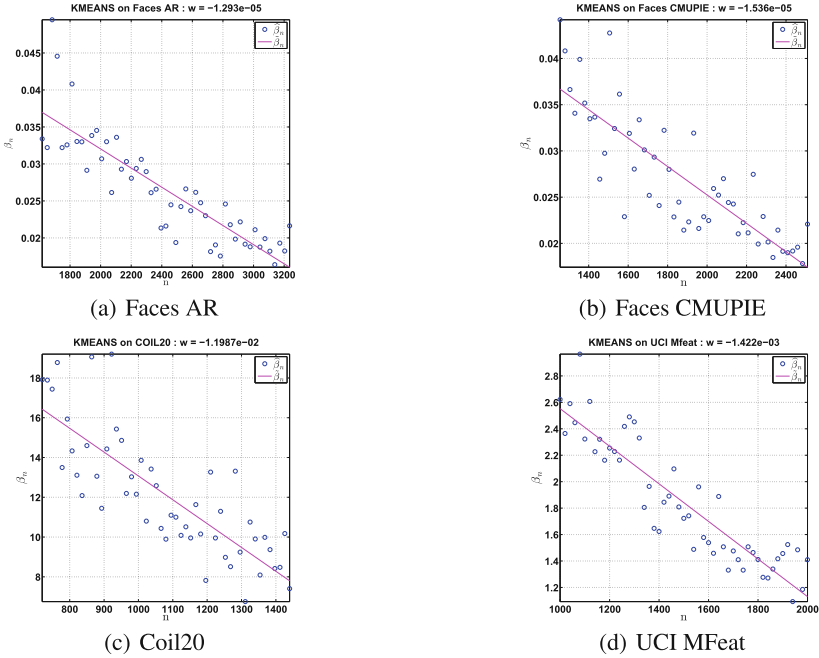 KMEANS on Faces AR : w = −1.293e−05
KMEANS on Faces CMUPIE : w = −1.536e−05
β̂ₙ
β̄ₙ
0.045
0.04
0.035
0.03
0.025
0.02
βₙ
1800 2000 2200 2400 2600 2800 3000 3200
n
β̂ₙ
β̄ₙ
0.04
0.035
0.03
0.025
0.02
βₙ
1400 1600 1800 2000 2200 2400
n
(a) Faces AR
(b) Faces CMUPIE
KMEANS on COIL20 : w = −1.1987e−02
KMEANS on UCI Mfeat : w = −1.422e−03
β̂ₙ
β̄ₙ
18
16
14
12
10
8
βₙ
800 900 1000 1100 1200 1300 1400
n
β̂ₙ
β̄ₙ
2.8
2.6
2.4
2.2
2
1.8
1.6
1.4
1.2
βₙ
1000 1200 1400 1600 1800 2000
n
(c) Coil20
(d) UCI MFeat